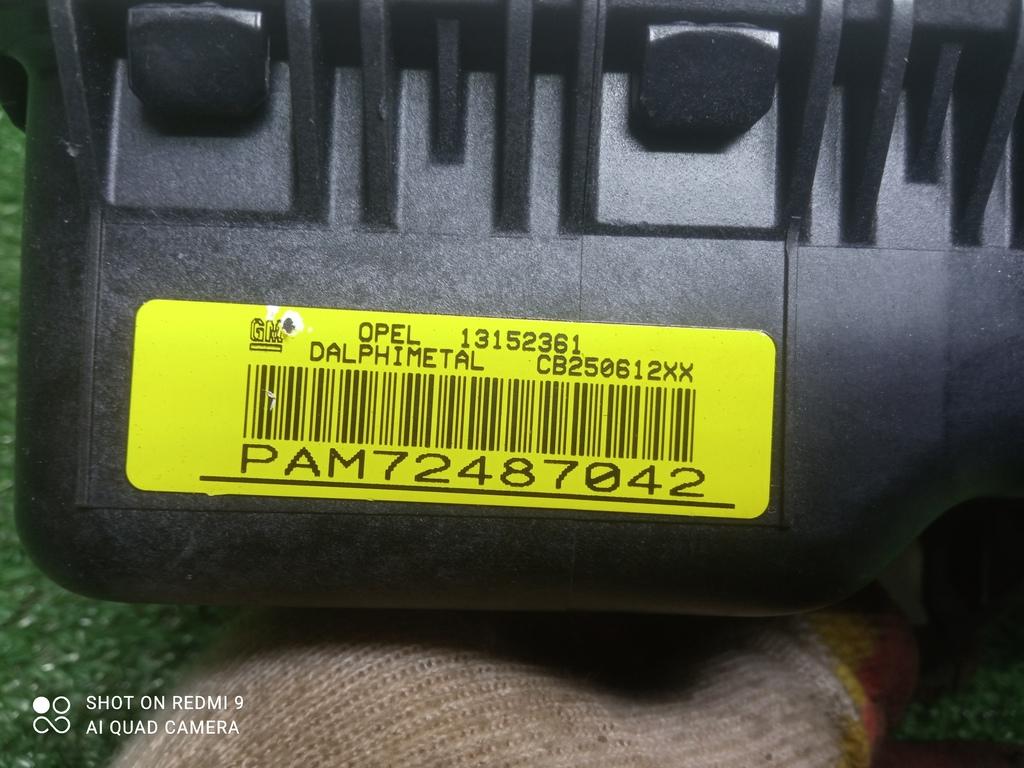 GM OPEL 13152361
DALPHIMETAL CB250612XX
PAM72487042
SHOT ON REDMI 9
AI QUAD CAMERA